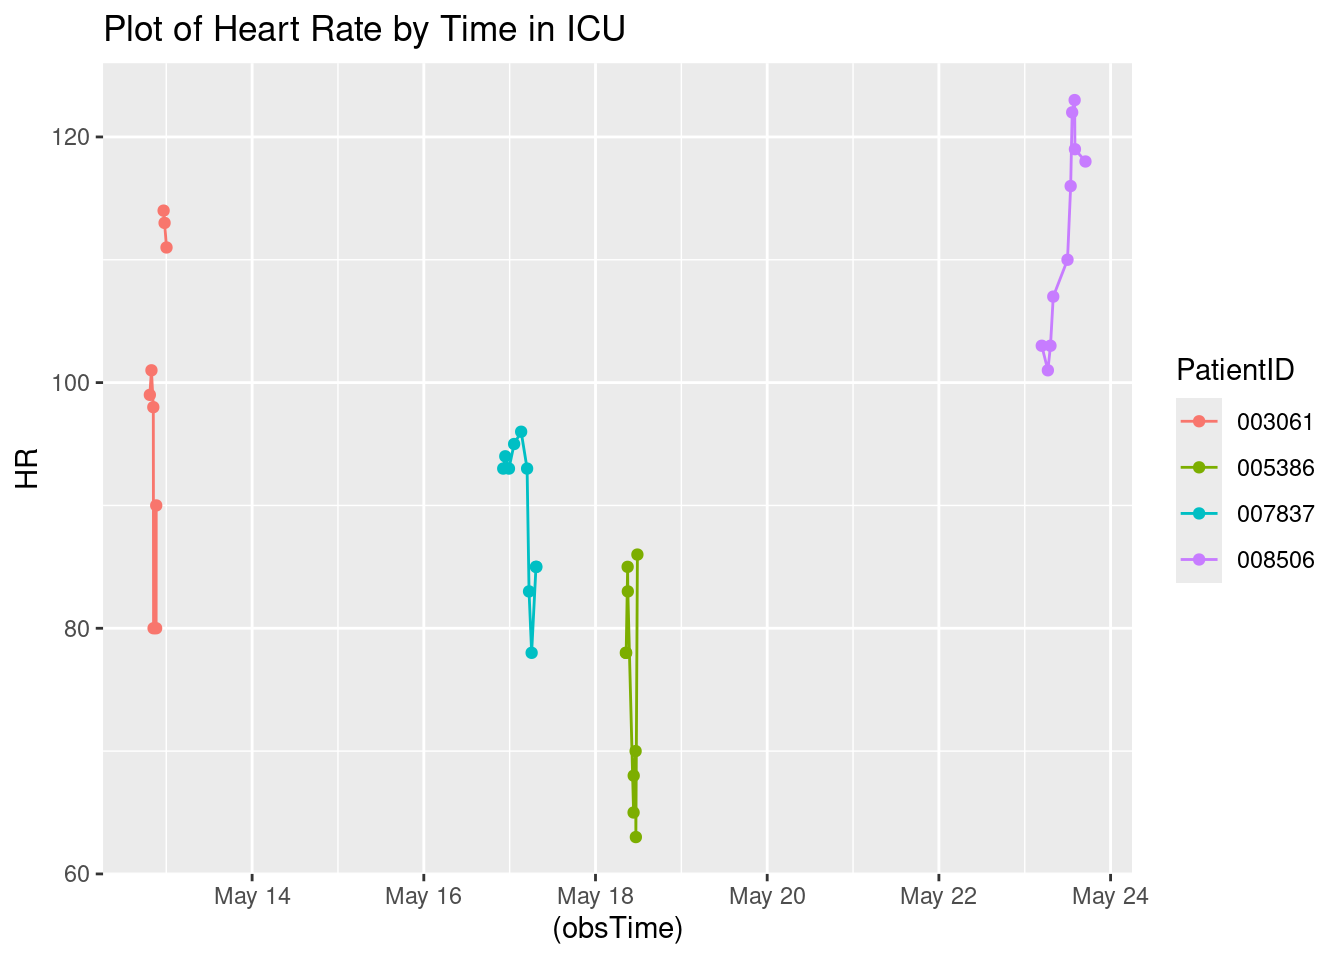 Plot of Heart Rate by Time in ICU
120
100
80
60
HR
May 14
May 16
May 18
May 20
May 22
May 24
(obsTime)
PatientID
003061
005386
007837
008506